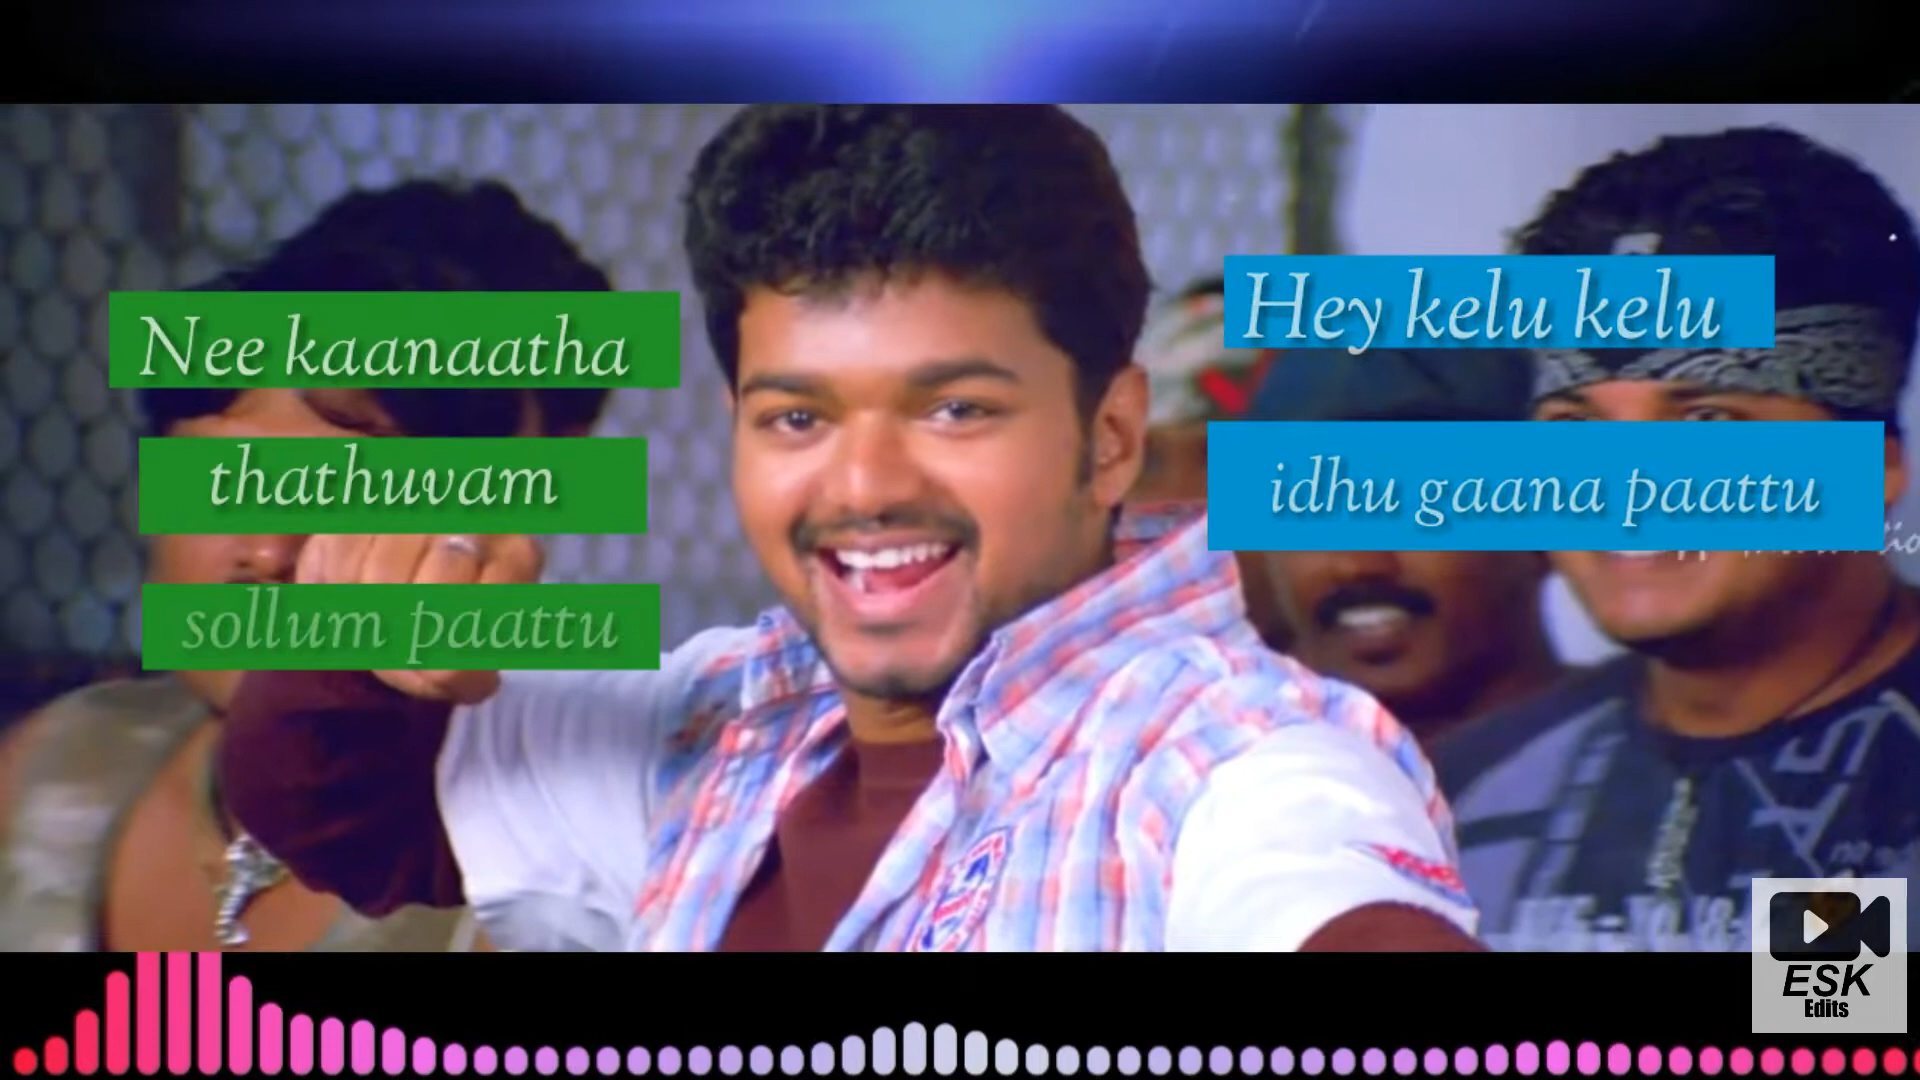 Nee kaanaatha
thathuvam
sollum paattu
Hey kelu kelu
idhu gaana paattu
ESK
Edits